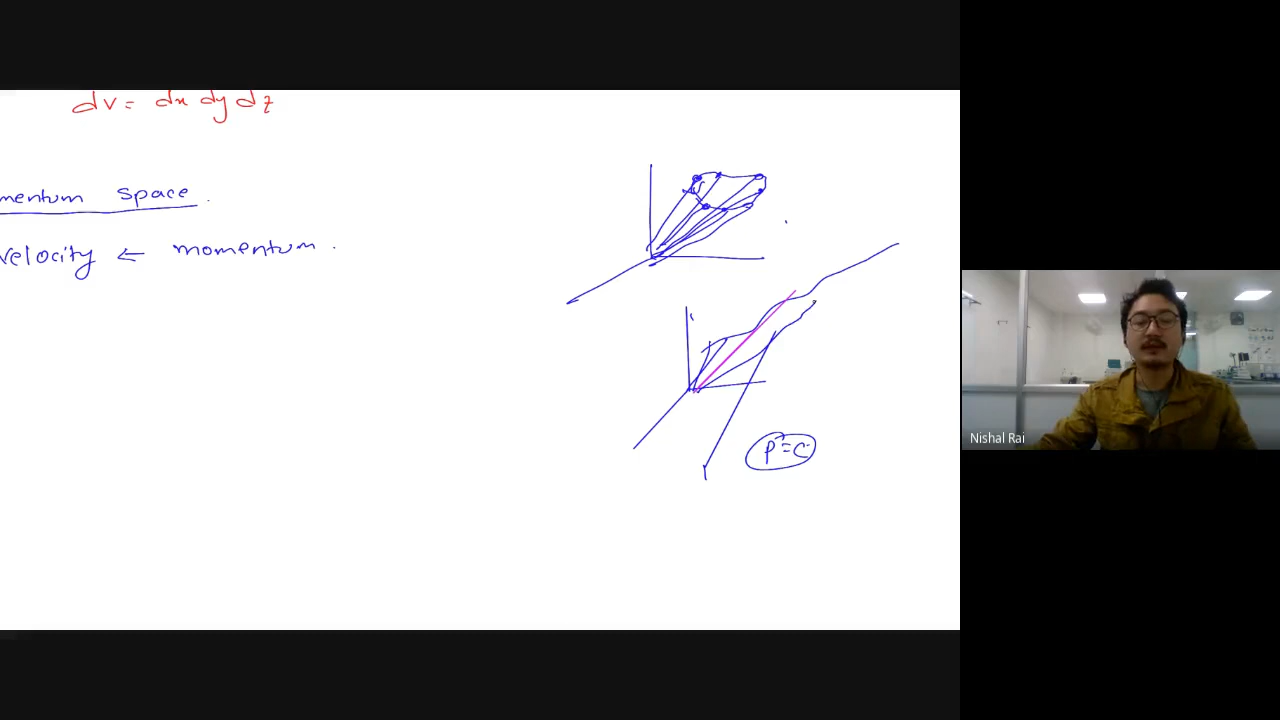 dv = dx dy dz
mentum space.
velocity ← momentum.
p = c
Nishal Rai